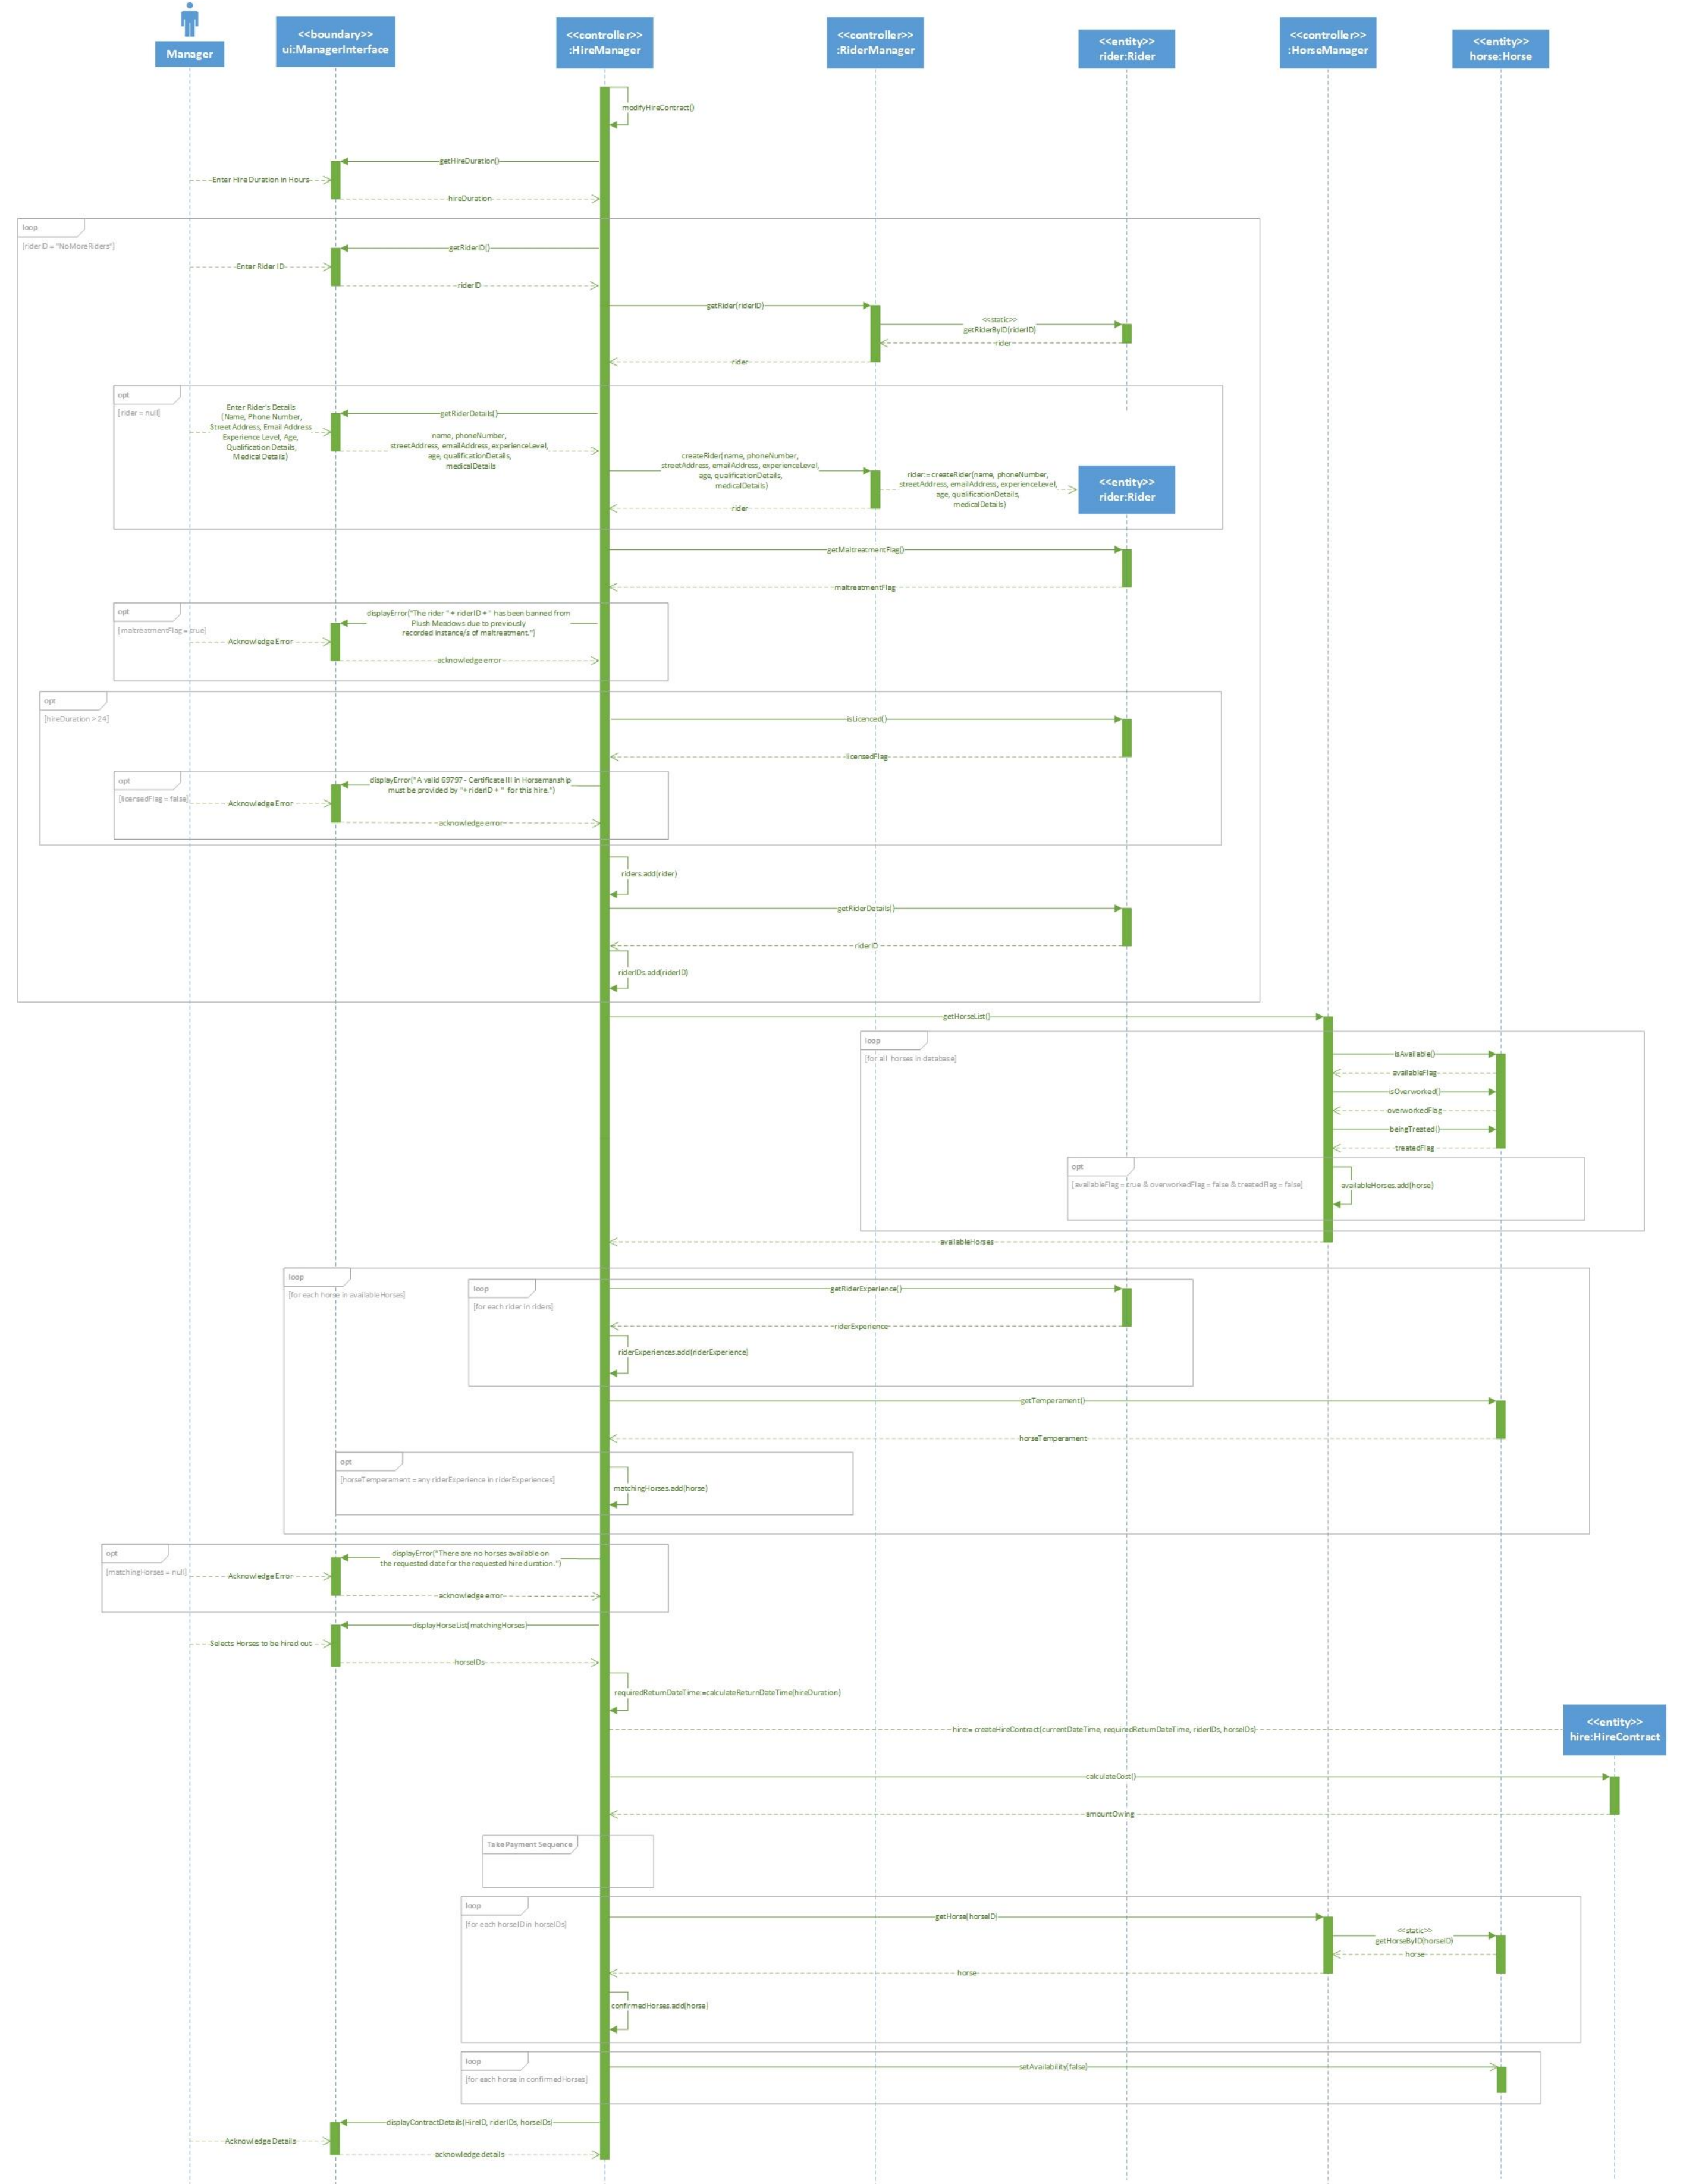 Manager
<<boundary>>
ui:ManagerInterface
<<controller>>
:HireManager
<<controller>>
:RiderManager
<<entity>>
rider:Rider
<<controller>>
:HorseManager
<<entity>>
horse:Horse
modifyHireContract()
getHireDuration()
Enter Hire Duration in Hours
hireDuration
loop
[riderID = "NoMoreRiders"]
getRiderID()
Enter Rider ID
riderID
getRider(riderID)
<<static>>
getRiderByID(riderID)
rider
rider
opt
[rider = null]
Enter Rider's Details
(Name, Phone Number,
Street Address, Email Address
Experience Level, Age,
Qualification Details,
Medical Details)
getRiderDetails()
name, phoneNumber,
streetAddress, emailAddress, experienceLevel,
age, qualificationDetails,
medicalDetails
createRider(name, phoneNumber,
streetAddress, emailAddress, experienceLevel,
age, qualificationDetails,
medicalDetails)
rider:= createRider(name, phoneNumber,
streetAddress, emailAddress, experienceLevel,
age, qualificationDetails,
medicalDetails)
<<entity>>
rider:Rider
rider
getMaltreatmentFlag()
maltreatmentFlag
opt
[maltreatmentFlag = true]
displayError("The rider " + riderID + " has been banned from
Plush Meadows due to previously
recorded instance/s of maltreatment.")
Acknowledge Error
acknowledge error
opt
[hireDuration > 24]
isLicenced()
licensedFlag
opt
[licensedFlag = false]
displayError("A valid 69797 - Certificate III in Horsemanship
must be provided by "+ riderID + " for this hire.")
Acknowledge Error
acknowledge error
riders.add(rider)
getRiderDetails()
riderID
riderIDs.add(riderID)
getHorseList()
loop
[for all horses in database]
isAvailable()
availableFlag
isOverworked()
overworkedFlag
beingTreated()
treatedFlag
opt
[availableFlag = true & overworkedFlag = false & treatedFlag = false]
availableHorses.add(horse)
availableHorses
loop
[for each horse in availableHorses]
loop
[for each rider in riders]
getRiderExperience()
riderExperience
riderExperiences.add(riderExperience)
getTemperament()
horseTemperament
opt
[horseTemperament = any riderExperience in riderExperiences]
matchingHorses.add(horse)
opt
[matchingHorses = null]
displayError("There are no horses available on
the requested date for the requested hire duration.")
Acknowledge Error
acknowledge error
displayHorseList(matchingHorses)
Selects Horses to be hired out
horseIDs
requiredReturnDateTime:=calculateReturnDateTime(hireDuration)
hire:= createHireContract(currentDateTime, requiredReturnDateTime, riderIDs, horseIDs)
<<entity>>
hire:HireContract
calculateCost()
amountOwing
Take Payment Sequence
loop
[for each horseID in horseIDs]
getHorse(horseID)
<<static>>
getHorseByID(horseID)
horse
horse
confirmedHorses.add(horse)
loop
[for each horse in confirmedHorses]
setAvailability(false)
displayContractDetails(HireID, riderIDs, horseIDs)
Acknowledge Details
acknowledge details